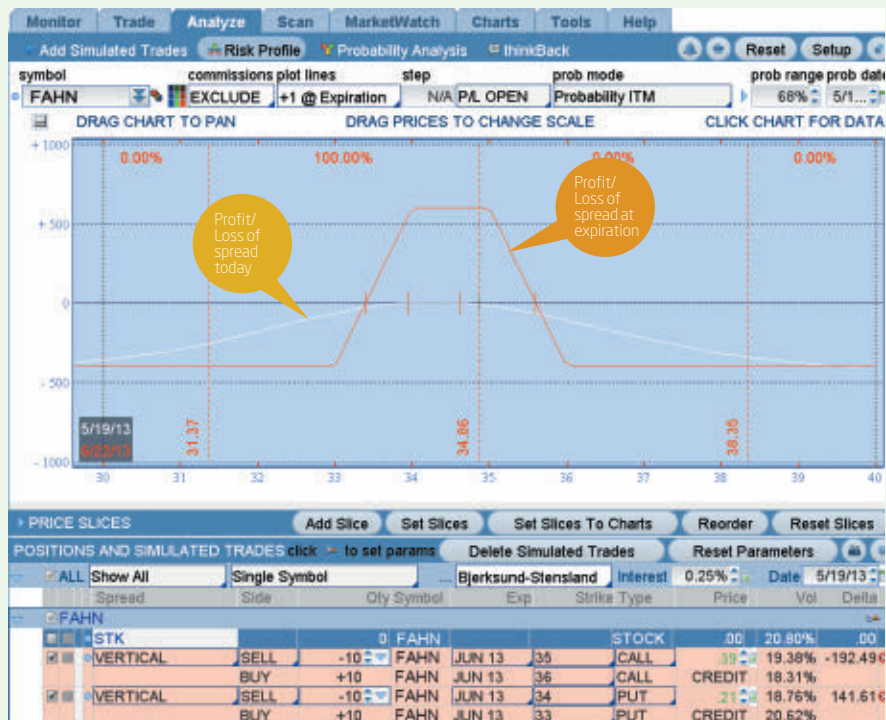 Monitor Trade Analyze Scan MarketWatch Charts Tools Help
Add Simulated Trades Risk Profile Probability Analysis thinkBack Reset Setup
symbol commissions plot lines step prob mode prob range prob date
FAHN EXCLUDE +1 @ Expiration N/A P/L OPEN Probability ITM 68% 5/1...
DRAG CHART TO PAN DRAG PRICES TO CHANGE SCALE CLICK CHART FOR DATA
+ 1000
0.00% 100.00% 0.00% 0.00%
Profit/
Loss of
spread at
expiration
Profit/
Loss of
spread
today
+ 500
0
- 500
5/19/13
6/22/13
31.37 34.86 38.35
- 1000
30 31 32 33 34 35 36 37 38 39 40
PRICE SLICES Add Slice Set Slices Set Slices To Charts Reorder Reset Slices
POSITIONS AND SIMULATED TRADES click to set params Delete Simulated Trades Reset Parameters
ALL Show All Single Symbol ... Bjerksund-Stensland Interest 0.25% Date 5/19/13
Spread Side Qty Symbol Exp Strike Type Price Vol Delta
FAHN
STK 0 FAHN STOCK .00 20.80% .00
VERTICAL SELL -10 FAHN JUN 13 35 CALL .39 19.38% -192.49
BUY +10 FAHN JUN 13 36 CALL CREDIT 18.31%
VERTICAL SELL -10 FAHN JUN 13 34 PUT .21 18.76% 141.61
BUY +10 FAHN JUN 13 33 PUT CREDIT 20.62%